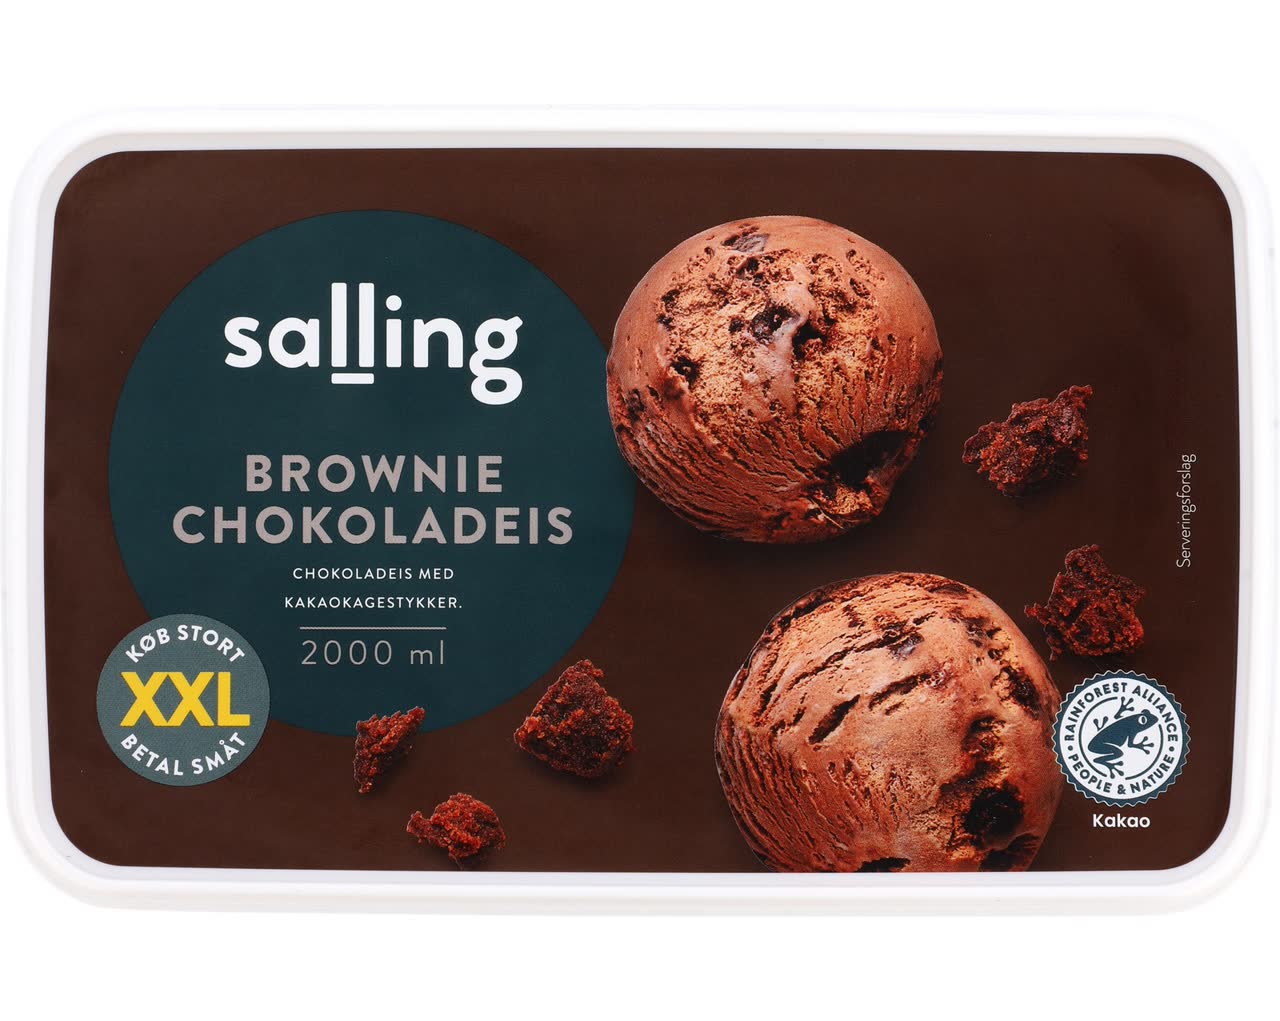 salling
BROWNIE
CHOKOLADEIS
CHOKOLADEIS MED
KAKAOKAGESTYKKER.
2000 ml
KØB STORT
XXL
BETAL SMÅT
Serveringsforslag
RAINFOREST ALLIANCE
PEOPLE & NATURE
Kakao